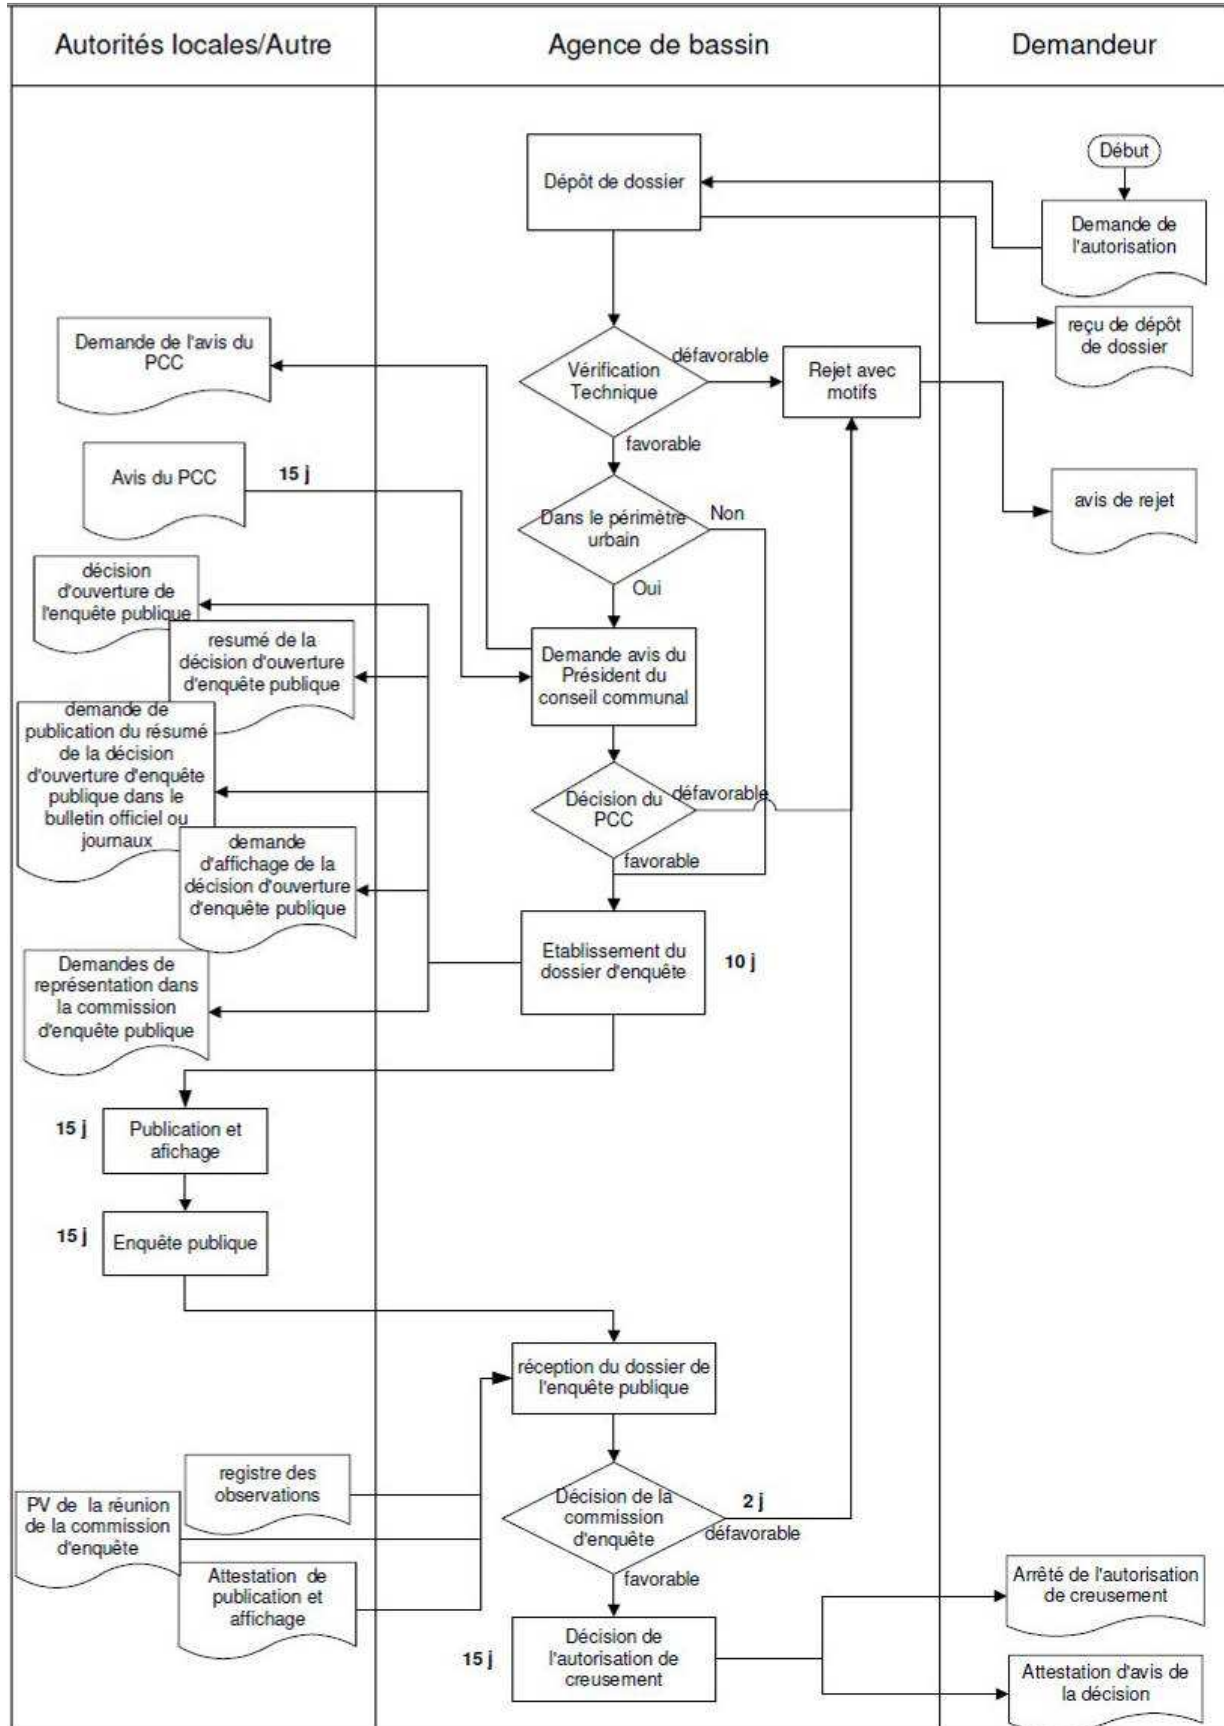 Autorités locales/Autre
Agence de bassin
Demandeur
Début
Dépôt de dossier
Demande de
l'autorisation
reçu de dépôt
de dossier
Demande de l'avis du
PCC
Vérification
Technique
défavorable
Rejet avec
motifs
favorable
Avis du PCC
15 j
avis de rejet
Dans le périmètre
urbain
Non
Oui
décision
d'ouverture de
l'enquête publique
resumé de la
décision d'ouverture
d'enquête publique
Demande avis du
Président du
conseil communal
demande de
publication du résumé
de la décision
d'ouverture d'enquête
publique dans le
bulletin officiel ou
journaux
Décision du
PCC
défavorable
favorable
demande
d'affichage de la
décision d'ouverture
d'enquête publique
Etablissement du
dossier d'enquête
10 j
Demandes de
représentation dans
la commission
d'enquête publique
15 j
Publication et
afichage
15 j
Enquête publique
réception du dossier de
l'enquête publique
registre des
observations
PV de la réunion
de la commission
d'enquête
Décision de la
commission
d'enquête
2 j
défavorable
favorable
Attestation de
publication et
affichage
15 j
Décision de
l'autorisation de
creusement
Arrêté de l'autorisation
de creusement
Attestation d'avis de
la décision